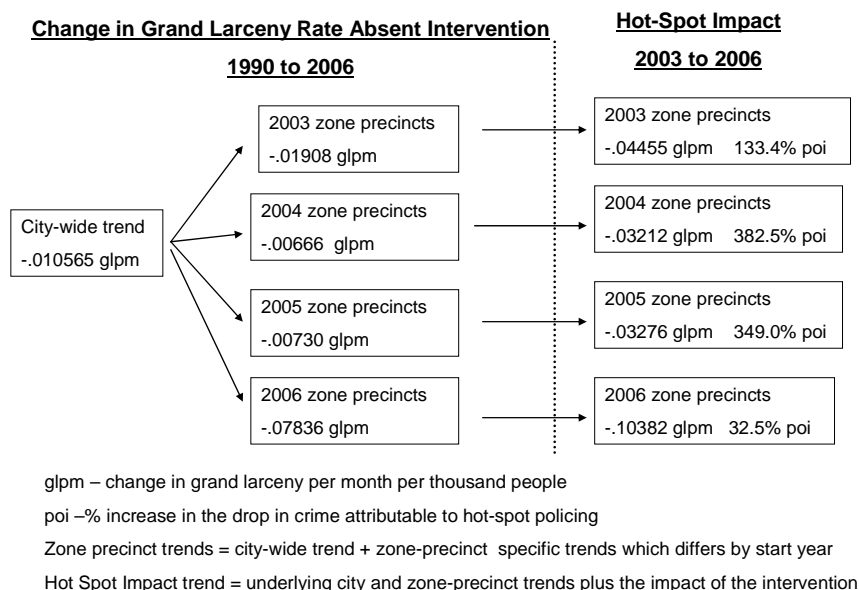 Change in Grand Larceny Rate Absent Intervention
1990 to 2006
Hot-Spot Impact
2003 to 2006
City-wide trend
-.010565 glpm
2003 zone precincts
-.01908 glpm
2004 zone precincts
-.00666 glpm
2005 zone precincts
-.00730 glpm
2006 zone precincts
-.07836 glpm
2003 zone precincts
-.04455 glpm 133.4% poi
2004 zone precincts
-.03212 glpm 382.5% poi
2005 zone precincts
-.03276 glpm 349.0% poi
2006 zone precincts
-.10382 glpm 32.5% poi
glpm – change in grand larceny per month per thousand people
poi –% increase in the drop in crime attributable to hot-spot policing
Zone precinct trends = city-wide trend + zone-precinct specific trends which differs by start year
Hot Spot Impact trend = underlying city and zone-precinct trends plus the impact of the intervention